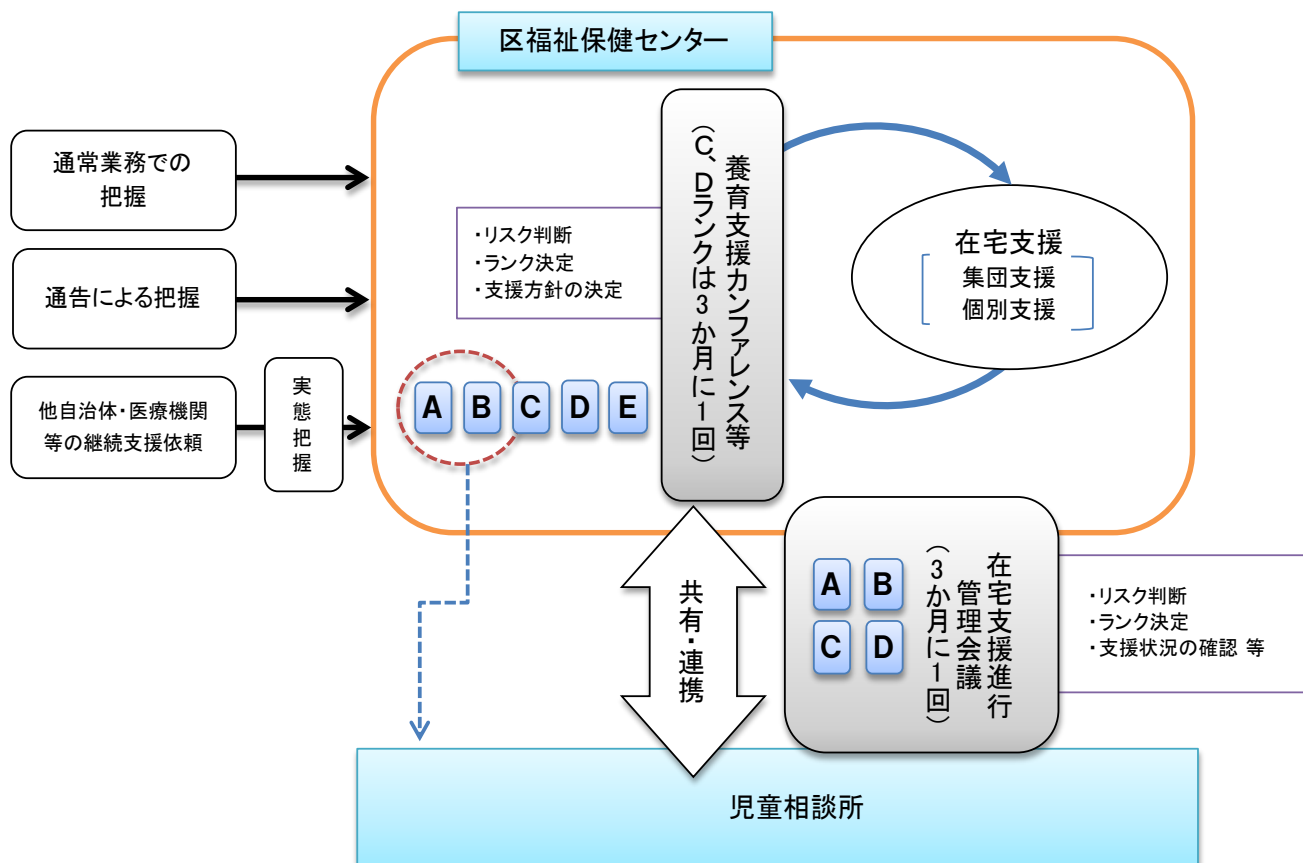 区福祉保健センター
通常業務での
把握
通告による把握
他自治体・医療機関
等の継続支援依頼
実態把握
・リスク判断
・ランク決定
・支援方針の決定
A B C D E
養育支援カンファレンス等
(C、Dランクは3か月に1回)
在宅支援
集団支援
個別支援
共有・連携
A B
C D
在宅支援進行
管理会議
(3か月に1回)
・リスク判断
・ランク決定
・支援状況の確認 等
児童相談所